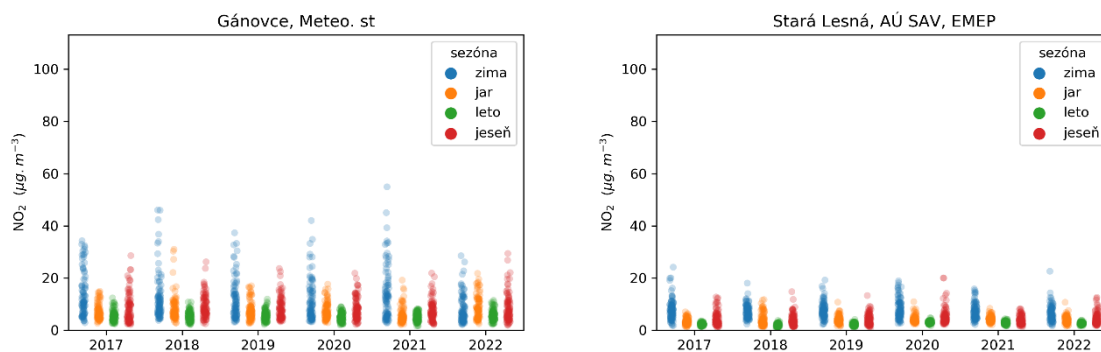 Gánovce, Meteo. st
NO₂ (μg.m⁻³)
100
80
60
40
20
0
2017 2018 2019 2020 2021 2022
sezóna
zima
jar
leto
jeseň
Stará Lesná, AÚ SAV, EMEP
NO₂ (μg.m⁻³)
100
80
60
40
20
0
2017 2018 2019 2020 2021 2022
sezóna
zima
jar
leto
jeseň